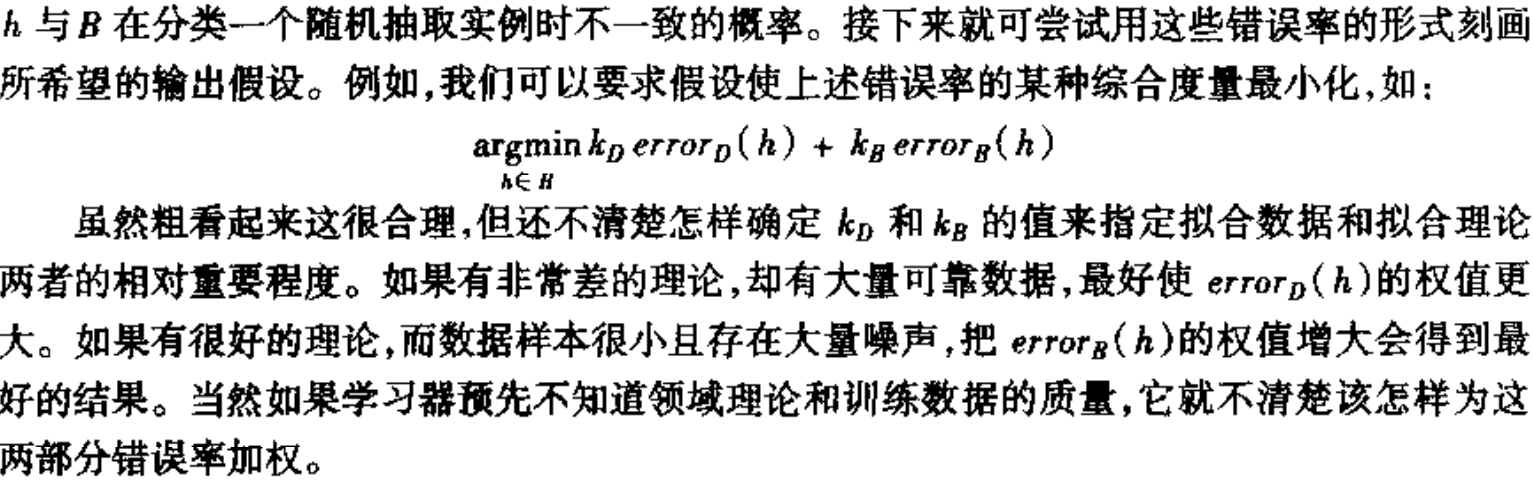 h 与 B 在分类一个随机抽取实例时不一致的概率。接下来就可尝试用这些错误率的形式刻画
所希望的输出假设。例如,我们可以要求假设使上述错误率的某种综合度量最小化,如:
argmin k_D error_D(h) + k_B error_B(h)
h∈H
虽然粗看起来这很合理,但还不清楚怎样确定 k_D 和 k_B 的值来指定拟合数据和拟合理论
两者的相对重要程度。如果有非常差的理论,却有大量可靠数据,最好使 error_D(h)的权值更
大。如果有很好的理论,而数据样本很小且存在大量噪声,把 error_B(h)的权值增大会得到最
好的结果。当然如果学习器预先不知道领域理论和训练数据的质量,它就不清楚该怎样为这
两部分错误率加权。